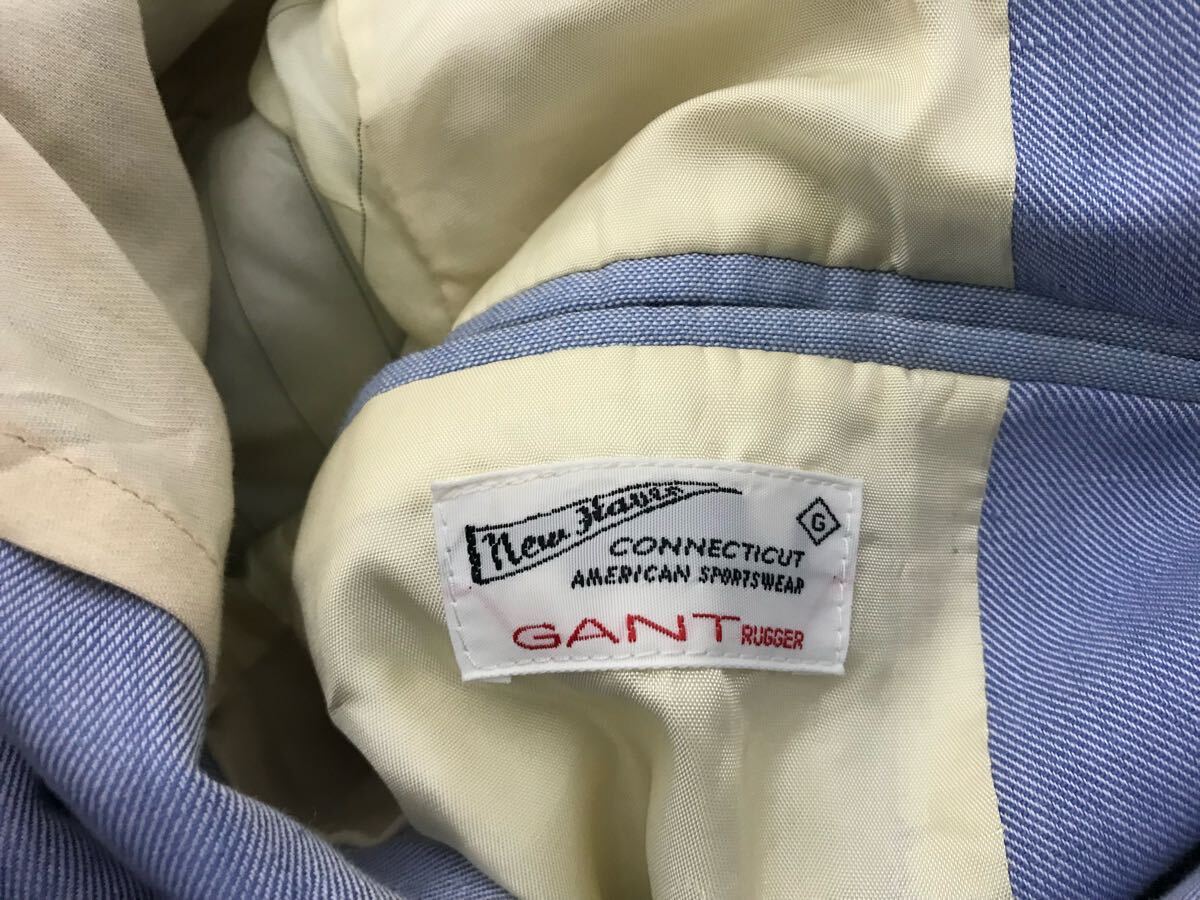 New Haven
G
CONNECTICUT
AMERICAN SPORTSWEAR
GANT RUGGER